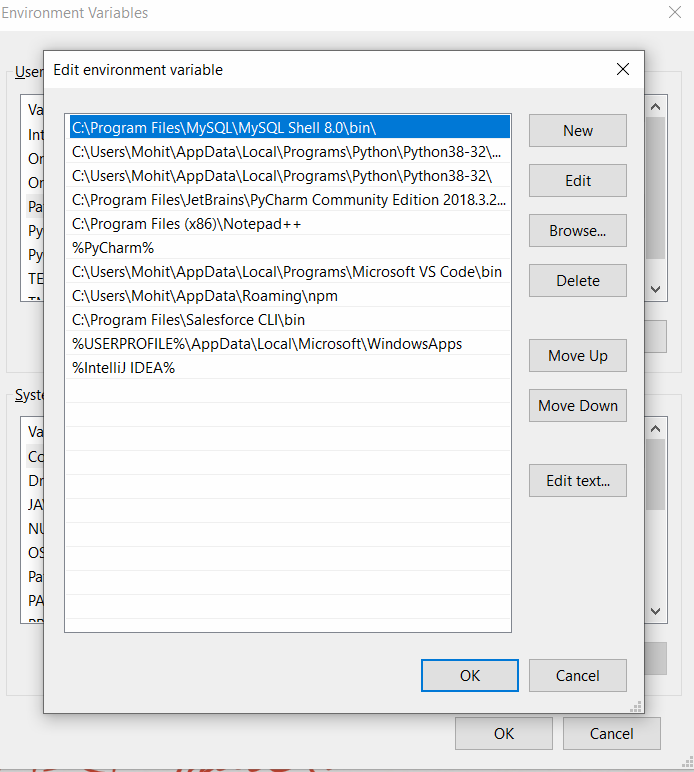 Environment Variables
Edit environment variable
User
C:\Program Files\MySQL\MySQL Shell 8.0\bin\
New
C:\Users\Mohit\AppData\Local\Programs\Python\Python38-32\...
C:\Users\Mohit\AppData\Local\Programs\Python\Python38-32\
Edit
C:\Program Files\JetBrains\PyCharm Community Edition 2018.3.2...
C:\Program Files (x86)\Notepad++
Browse...
%PyCharm%
C:\Users\Mohit\AppData\Local\Programs\Microsoft VS Code\bin
Delete
C:\Users\Mohit\AppData\Roaming\npm
C:\Program Files\Salesforce CLI\bin
%USERPROFILE%\AppData\Local\Microsoft\WindowsApps
Move Up
%IntelliJ IDEA%
Move Down
Edit text...
OK
Cancel
Va
Int
Or
Or
Pa
Py
Py
TE
Syste
Va
Co
Dr
JAV
NU
OS
Pa
PA
OK
Cancel